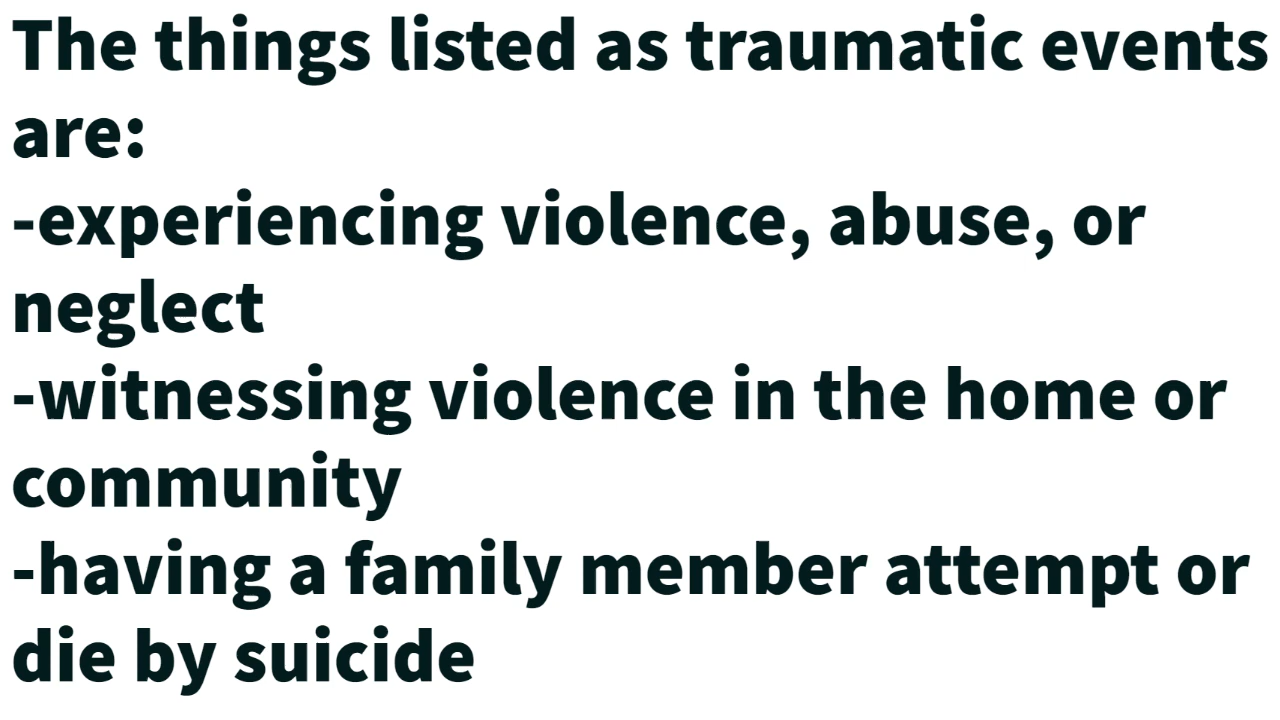 The things listed as traumatic events
are:
-experiencing violence, abuse, or
neglect
-witnessing violence in the home or
community
-having a family member attempt or
die by suicide